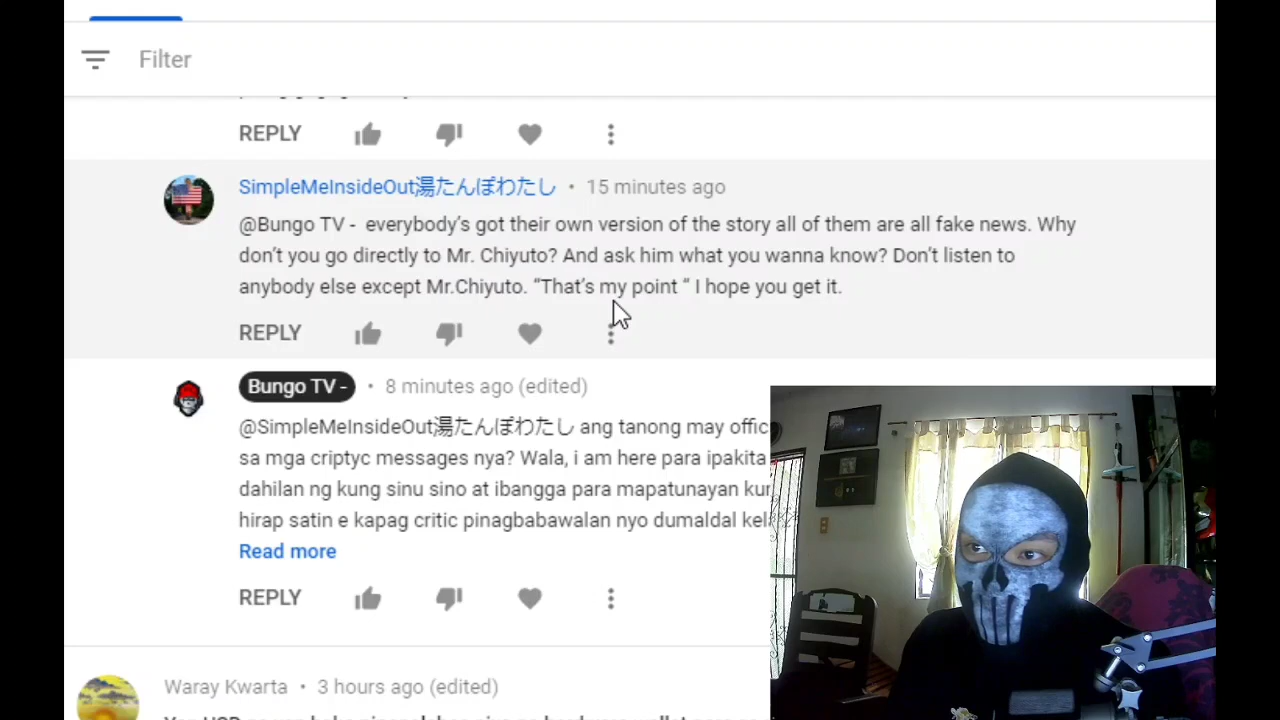 Filter
REPLY
SimpleMeInsideOut湯たんぽわたし • 15 minutes ago
@Bungo TV - everybody's got their own version of the story all of them are all fake news. Why
don't you go directly to Mr. Chiyuto? And ask him what you wanna know? Don't listen to
anybody else except Mr.Chiyuto. “That's my point “ I hope you get it.
REPLY
Bungo TV - • 8 minutes ago (edited)
@SimpleMeInsideOut湯たんぽわたし ang tanong may offic
sa mga criptyc messages nya? Wala, i am here para ipakita
dahilan ng kung sinu sino at ibangga para mapatunayan kun
hirap satin e kapag critic pinagbabawalan nyo dumaldal
Read more
REPLY
Waray Kwarta • 3 hours ago (edited)